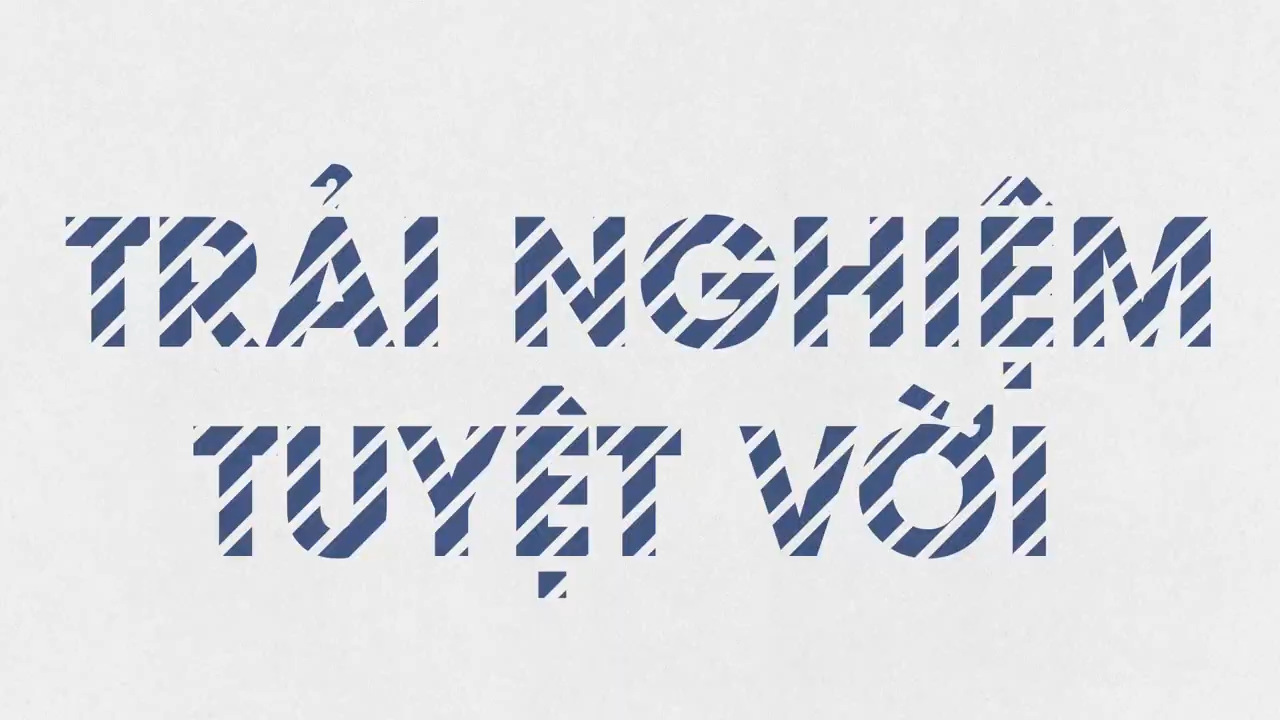 TRẢI NGHIỆM
TUYỆT VỜI